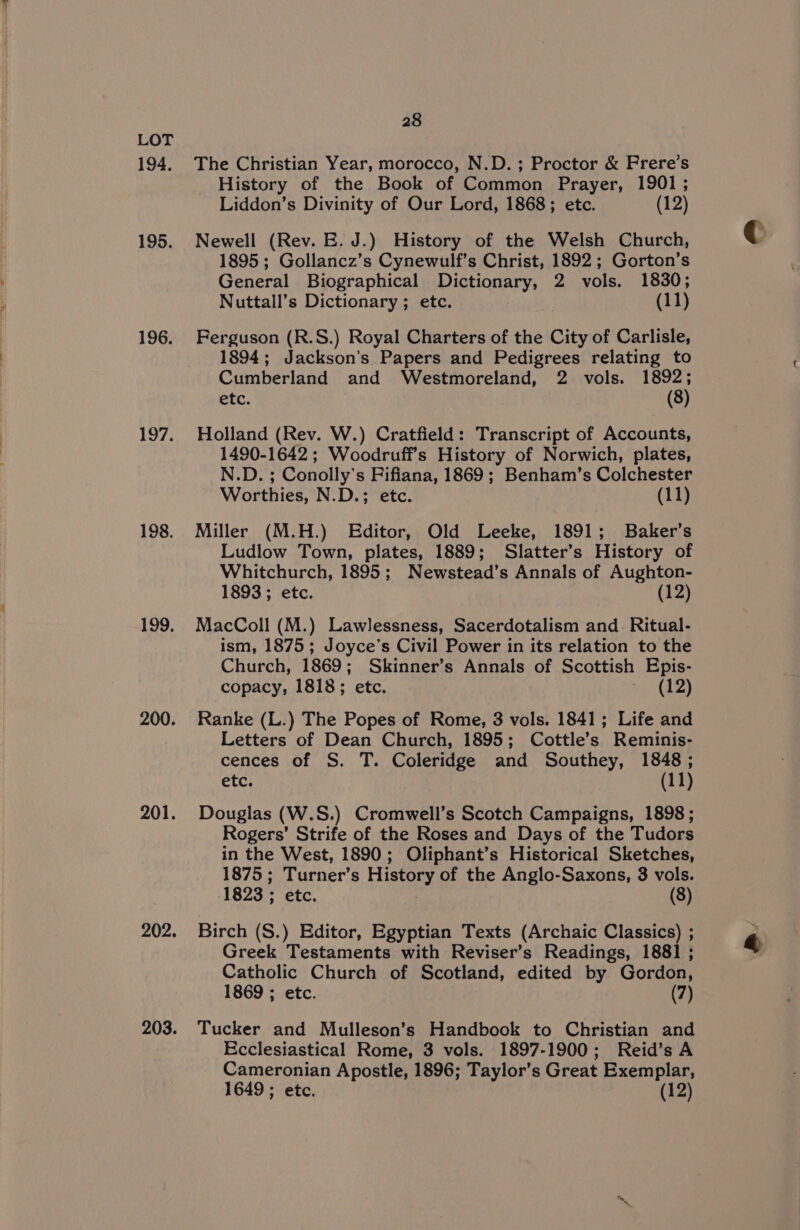 28
LOT
194. The Christian Year, morocco, N.D. ; Proctor & Frere's
History of the Book of Common Prayer, 1901;
Liddon's Divinity of Our Lord, 1868; etc. (12)
195. Newell (Rev. E. J.) History of the Welsh Church,
1895; Gollancz's Cynewulf's Christ, 1892; Gorton's
General Biographical Dictionary, 2 vols. 1830;
Nuttall's Dictionary; etc. (11)
196. Ferguson (R.S.) Royal Charters of the City of Carlisle,
1894; Jackson's Papers and Pedigrees relating to
Cumberland and Westmoreland, 2 vols. 1892;
etc. (8)
197. Holland (Rev. W.) Cratfield: Transcript of Accounts,
1490-1642; Woodruff's History of Norwich, plates,
N.D. ; Conolly's Fifiana, 1869; Benham's Colchester
Worthies, N.D.; etc. (11)
198. Miller (M.H.) Editor, Old Leeke, 1891; Baker's
Ludlow Town, plates, 1889; Slatter's History of
Whitchurch, 1895; Newstead's Annals of Aughton-
1893; etc. (12)
199. MacColl (M.) Lawlessness, Sacerdotalism and Ritual-
ism, 1875; Joyce's Civil Power in its relation to the
Church, 1869; Skinner's Annals of Scottish Epis-
copacy, 1818; etc. (12)
200. Ranke (L.) The Popes of Rome, 3 vols. 1841; Life and
Letters of Dean Church, 1895; Cottle's Reminis-
cences of S. T. Coleridge and Southey, 1848;
etc. (11)
201. Douglas (W.S.) Cromwell's Scotch Campaigns, 1898;
Rogers' Strife of the Roses and Days of the Tudors
in the West, 1890; Oliphant's Historical Sketches,
1875; Turner's History of the Anglo-Saxons, 3 vols.
1823; etc. (8)
202. Birch (S.) Editor, Egyptian Texts (Archaic Classics) ;
Greek Testaments with Reviser's Readings, 1881;
Catholic Church of Scotland, edited by Gordon,
1869; etc. (7)
203. Tucker and Mulleson's Handbook to Christian and
Ecclesiastical Rome, 3 vols. 1897-1900; Reid's A
Cameronian Apostle, 1896; Taylor's Great Exemplar,
1649; etc. (12)